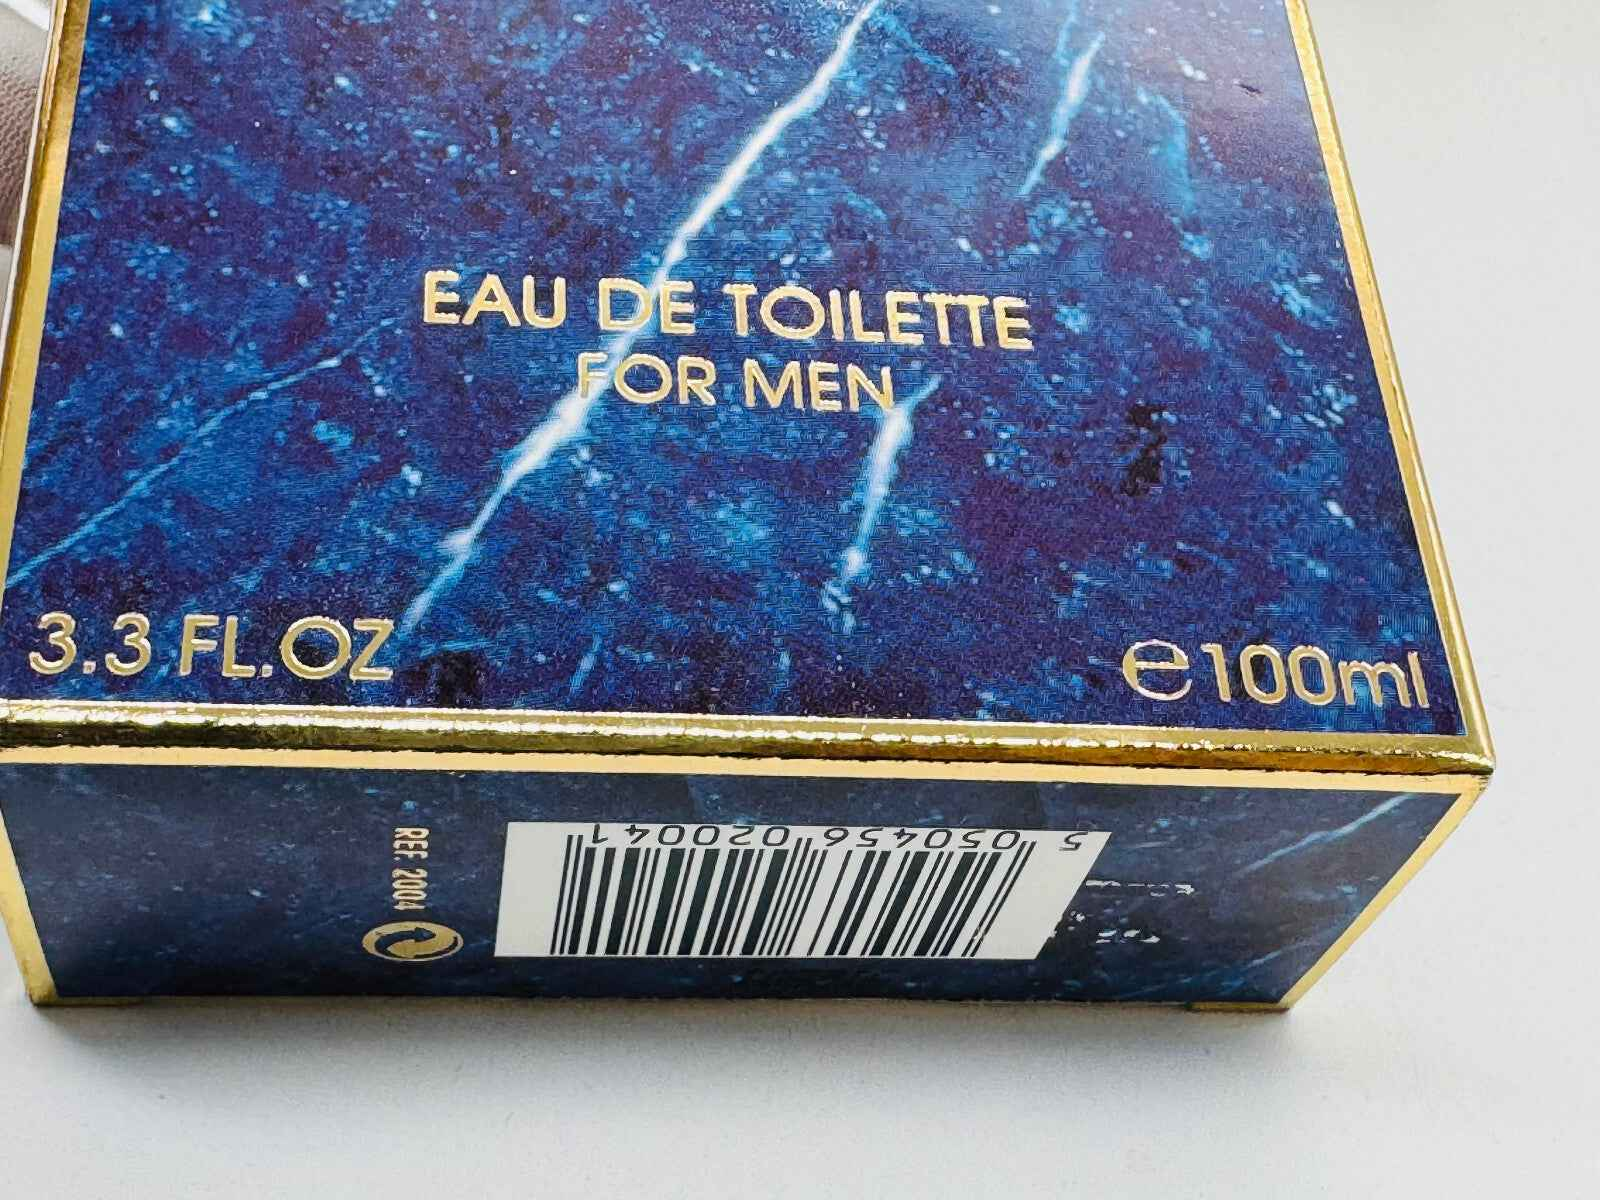 EAU DE TOILETTE
FOR MEN
3.3 FL.OZ
e100ml
REF. 2004
5 050456 020041